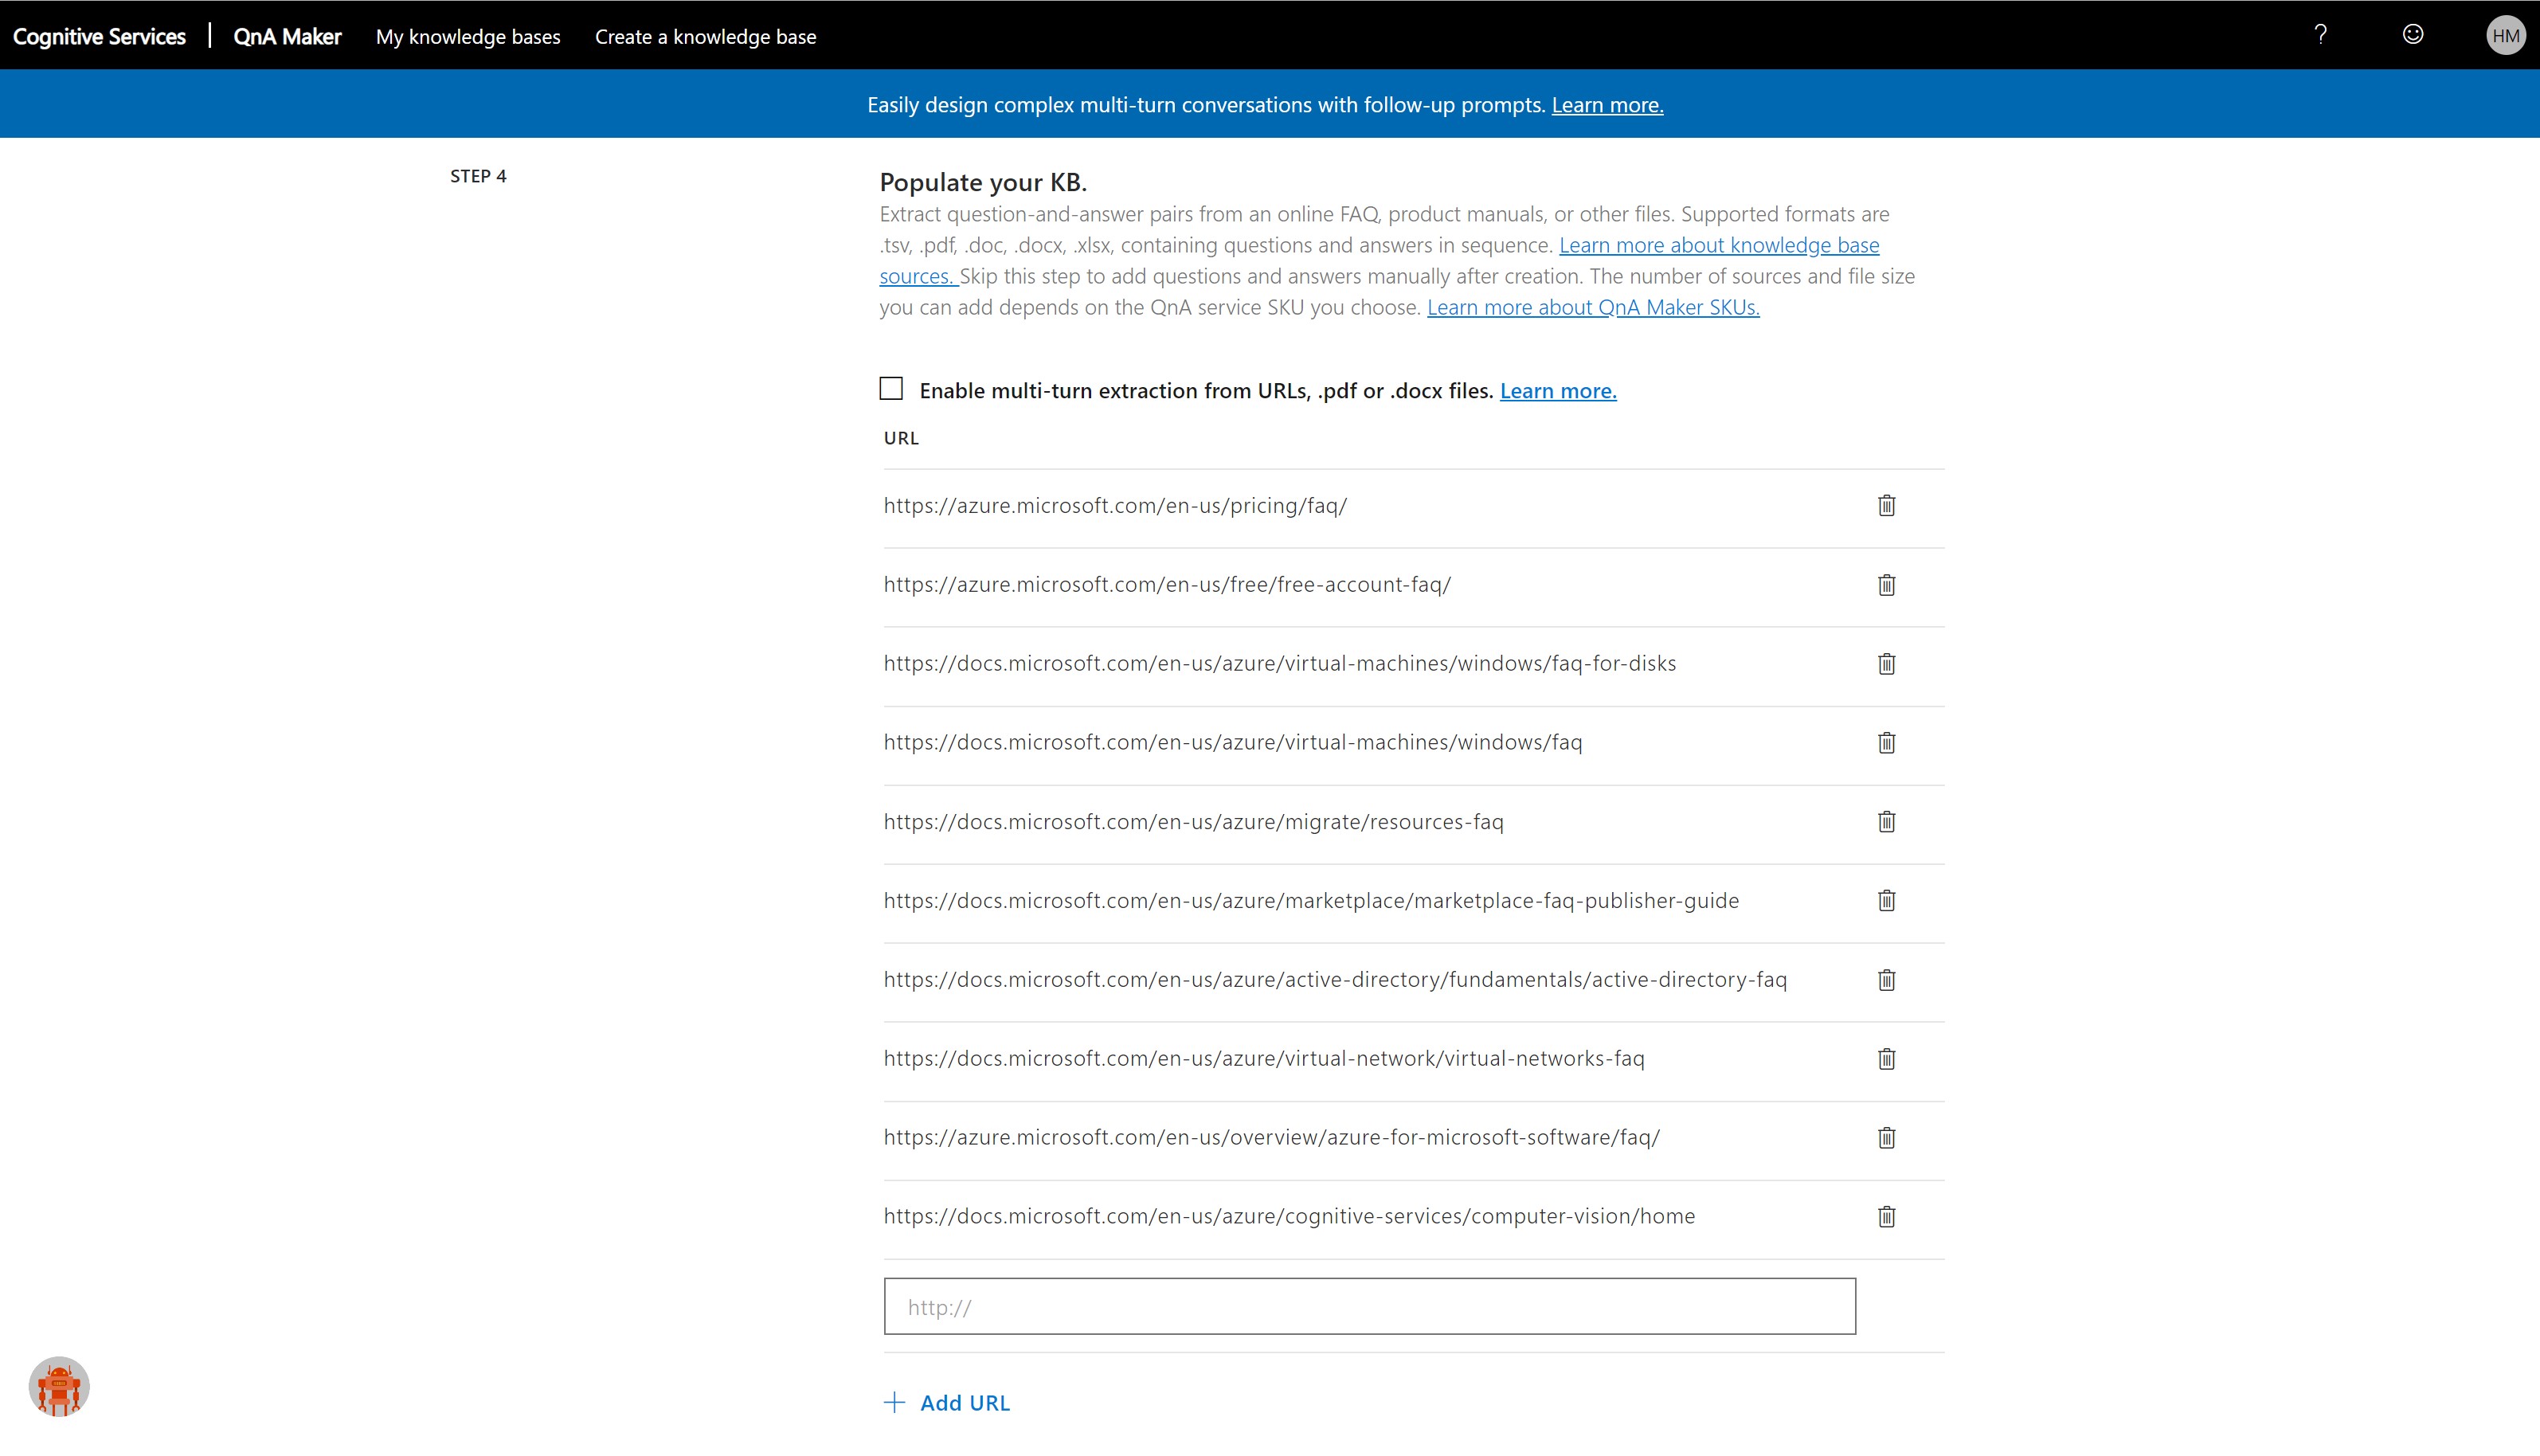 Cognitive Services | QnA Maker My knowledge bases Create a knowledge base ? HM
Easily design complex multi-turn conversations with follow-up prompts. Learn more.
STEP 4
Populate your KB.
Extract question-and-answer pairs from an online FAQ, product manuals, or other files. Supported formats are
.tsv, .pdf, .doc, .docx, .xlsx, containing questions and answers in sequence. Learn more about knowledge base
sources. Skip this step to add questions and answers manually after creation. The number of sources and file size
you can add depends on the QnA service SKU you choose. Learn more about QnA Maker SKUs.
Enable multi-turn extraction from URLs, .pdf or .docx files. Learn more.
URL
https://azure.microsoft.com/en-us/pricing/faq/
https://azure.microsoft.com/en-us/free/free-account-faq/
https://docs.microsoft.com/en-us/azure/virtual-machines/windows/faq-for-disks
https://docs.microsoft.com/en-us/azure/virtual-machines/windows/faq
https://docs.microsoft.com/en-us/azure/migrate/resources-faq
https://docs.microsoft.com/en-us/azure/marketplace/marketplace-faq-publisher-guide
https://docs.microsoft.com/en-us/azure/active-directory/fundamentals/active-directory-faq
https://docs.microsoft.com/en-us/azure/virtual-network/virtual-networks-faq
https://azure.microsoft.com/en-us/overview/azure-for-microsoft-software/faq/
https://docs.microsoft.com/en-us/azure/cognitive-services/computer-vision/home
http://
+ Add URL